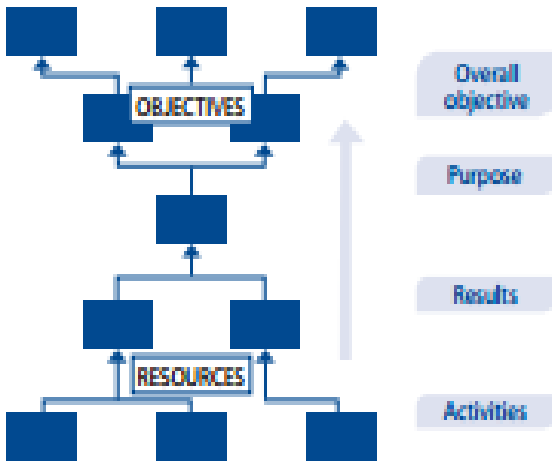 Overall
objective
OBJECTIVES
Purpose
Results
RESOURCES
Activities